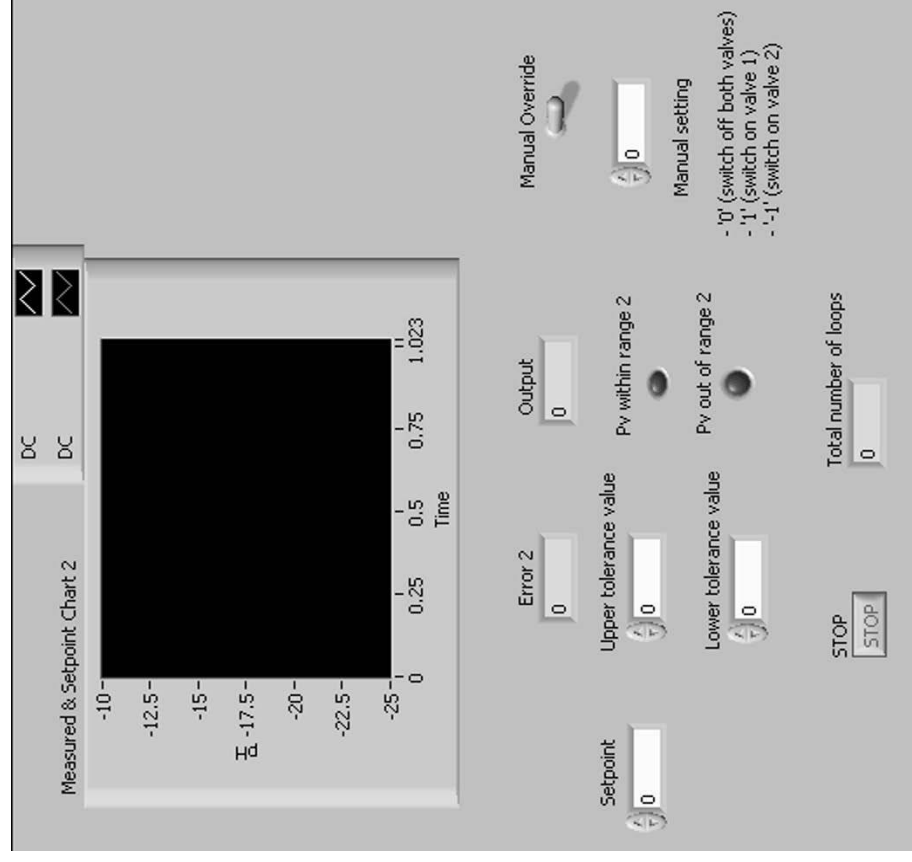 Measured & Setpoint Chart 2
DC
DC
-10
-12.5
-15
-17.5
-20
-22.5
-25
pH
0
0.25
0.5
0.75
1.023
Time
Setpoint
0
Error 2
0
Output
0
Manual Override
Upper tolerance value
0
Pv within range 2
0
Manual setting
Lower tolerance value
0
Pv out of range 2
- '0' (switch off both valves)
- '1' (switch on valve 1)
- '-1' (switch on valve 2)
STOP
STOP
Total number of loops
0